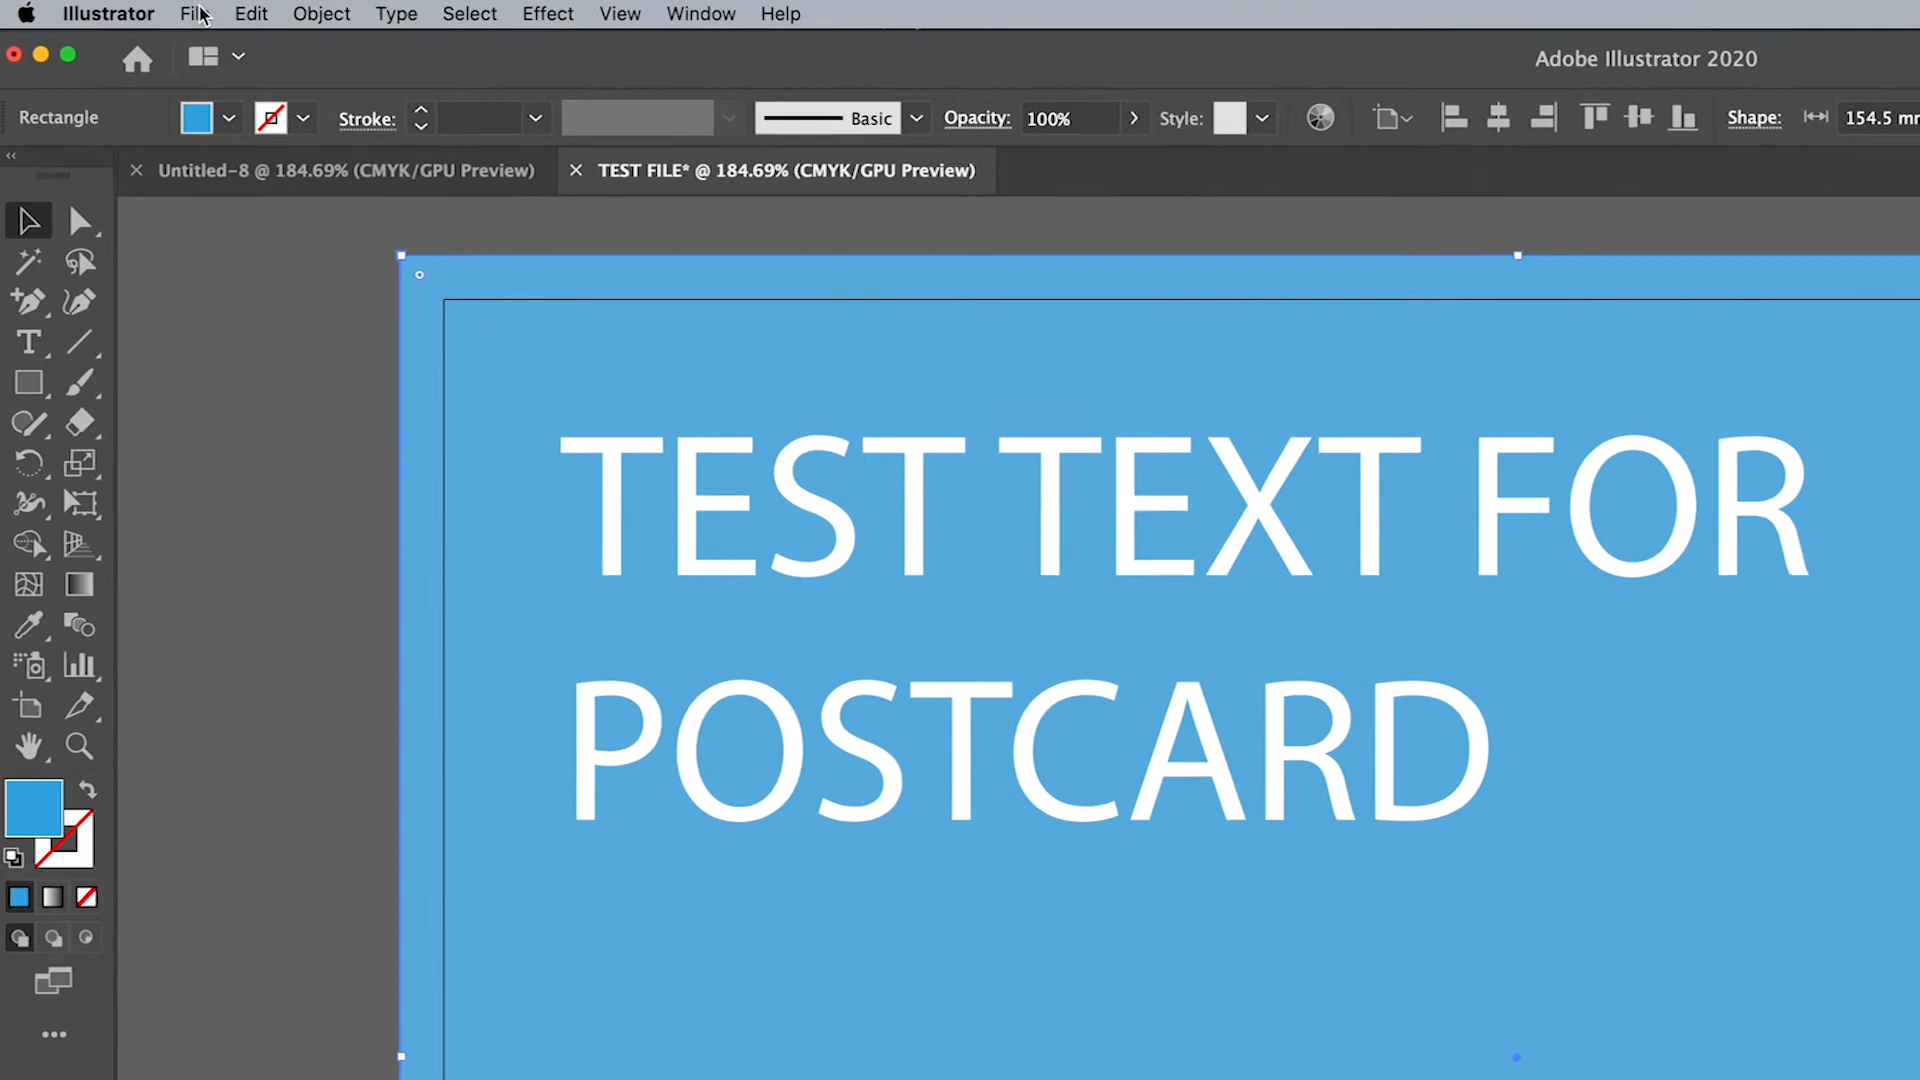 Illustrator File Edit Object Type Select Effect View Window Help
Adobe Illustrator 2020
Rectangle Stroke: Basic Opacity: 100% Style: Shape: 154.5
Untitled-8 @ 184.69% (CMYK/GPU Preview) TEST FILE* @ 184.69% (CMYK/GPU Preview)
TEST TEXT FOR
POSTCARD